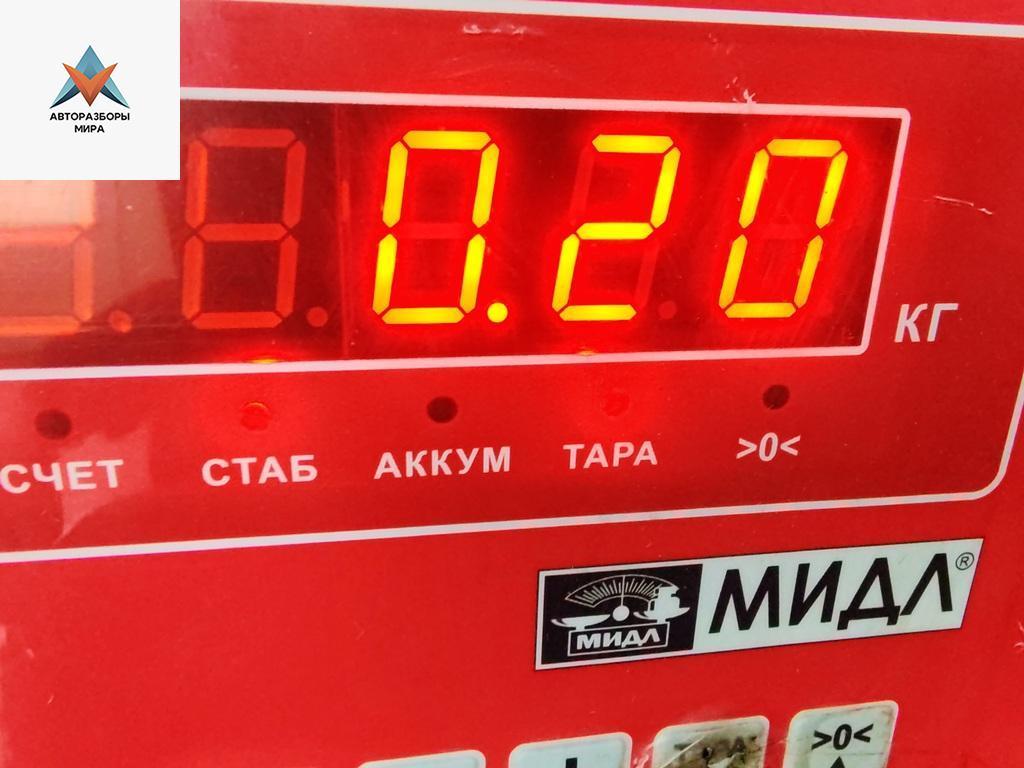 АВТОРАЗБОРЫ
МИРА
0.20
КГ
СЧЕТ СТАБ АККУМ ТАРА >0<
МИДЛ МИДЛ®
>0<